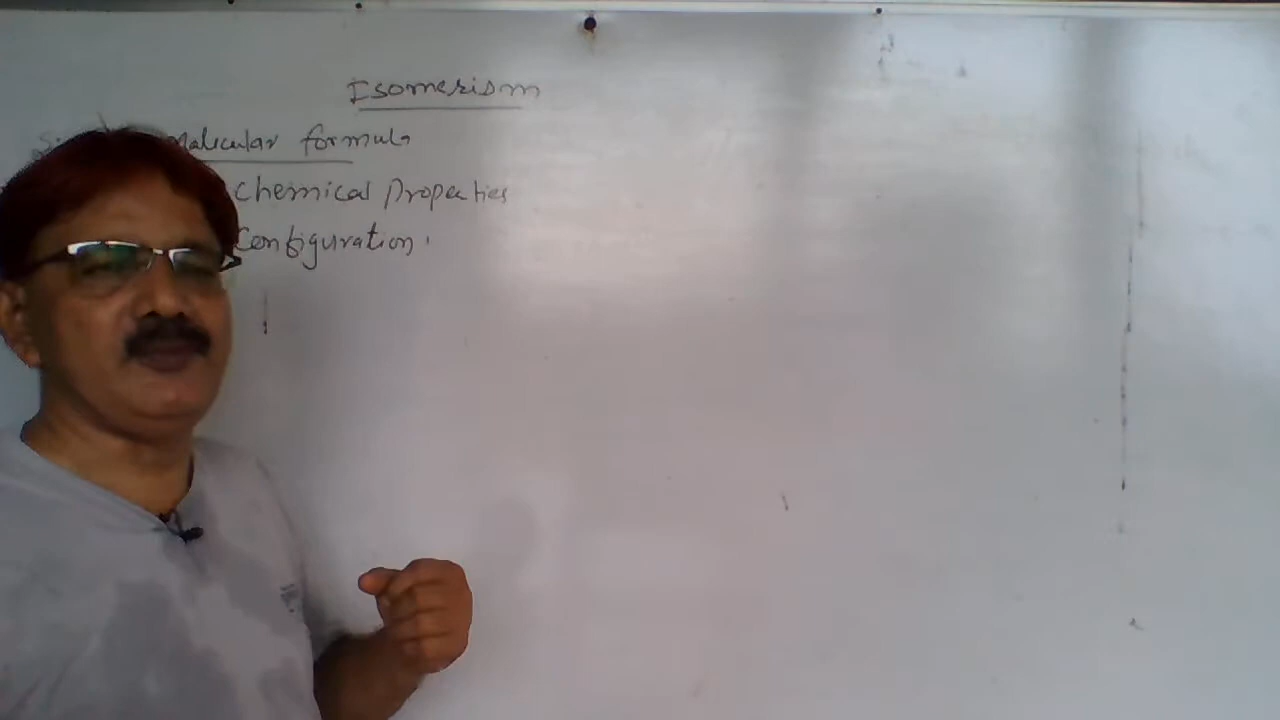 Isomerism
Molecular formula
Chemical Properties
Configuration.